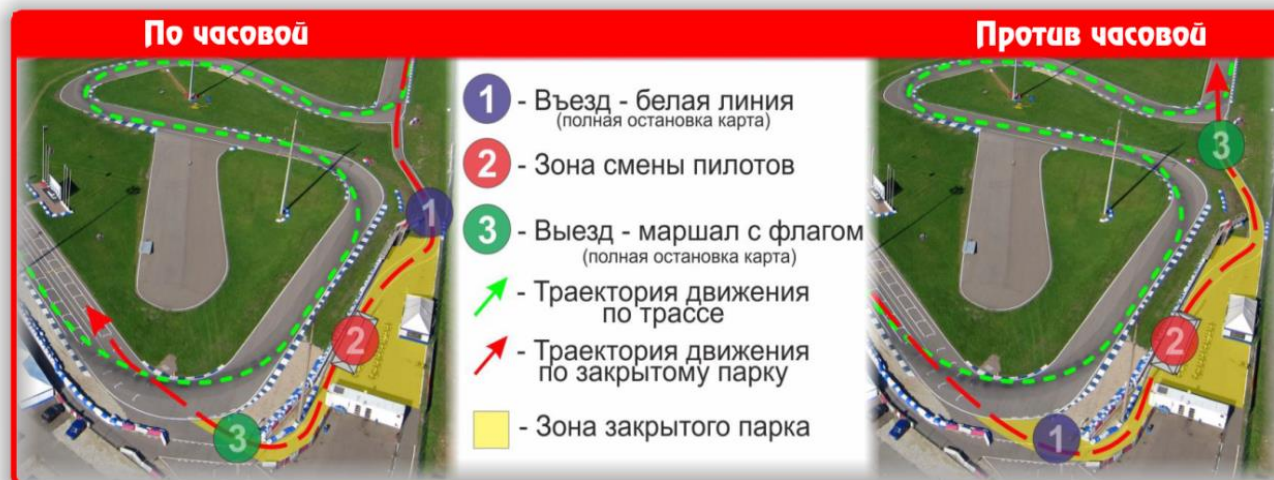 По часовой
Против часовой
1 - Въезд - белая линия
(полная остановка карта)
2 - Зона смены пилотов
3 - Выезд - маршал с флагом
(полная остановка карта)
- Траектория движения
по трассе
- Траектория движения
по закрытому парку
- Зона закрытого парка
1
2
3
3
2
1